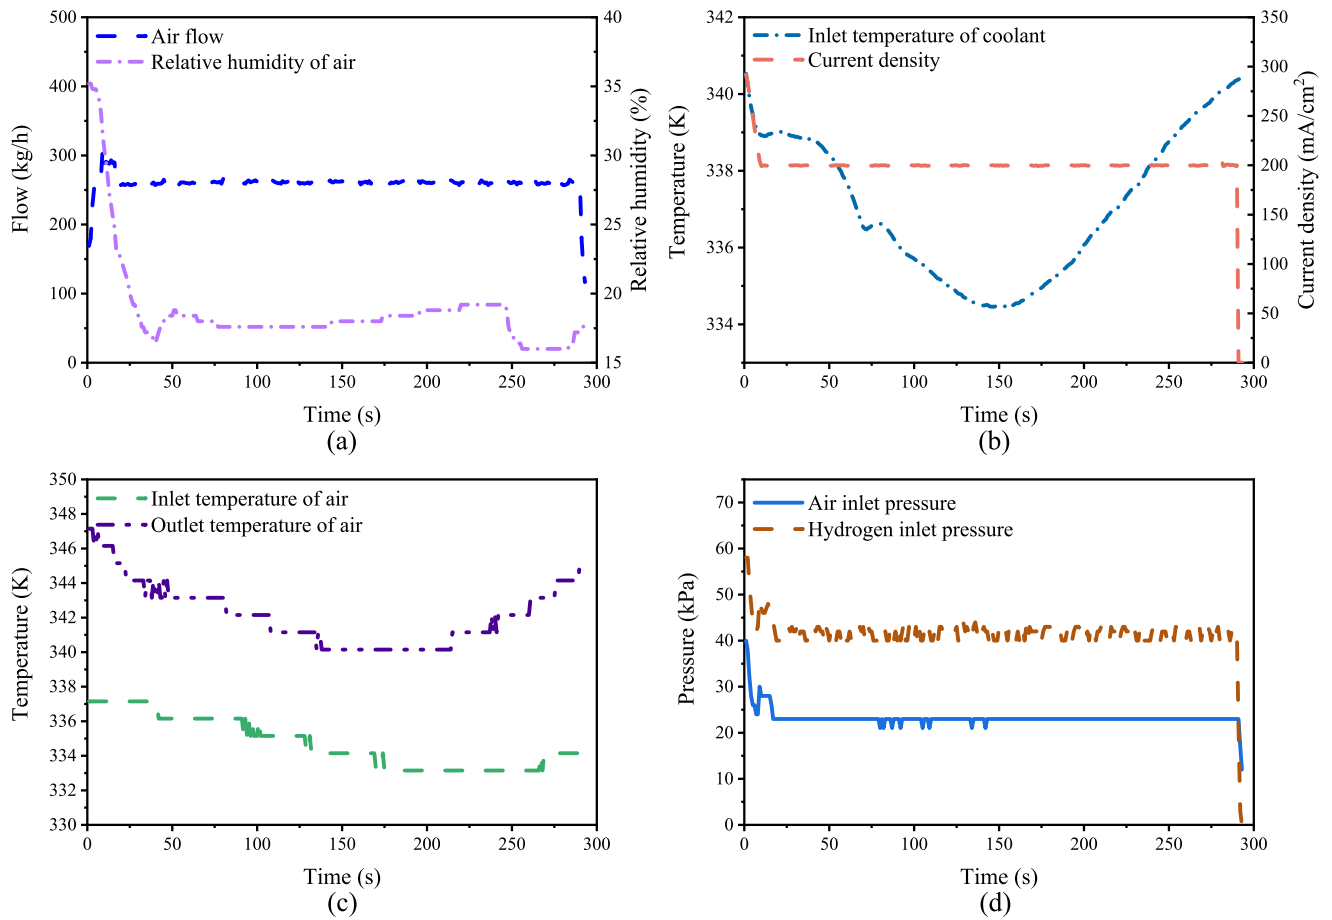 500
400
300
200
100
0
Flow (kg/h)
Air flow
Relative humidity of air
40
35
30
25
20
15
Relative humidity (%)
0 50 100 150 200 250 300
Time (s)
(a)
342
340
338
336
334
Temperature (K)
Inlet temperature of coolant
Current density
350
300
250
200
150
100
50
0
Current density (mA/cm²)
0 50 100 150 200 250 300
Time (s)
(b)
350
348
346
344
342
340
338
336
334
332
330
Temperature (K)
Inlet temperature of air
Outlet temperature of air
0 50 100 150 200 250 300
Time (s)
(c)
70
60
50
40
30
20
10
0
Pressure (kPa)
Air inlet pressure
Hydrogen inlet pressure
0 50 100 150 200 250 300
Time (s)
(d)